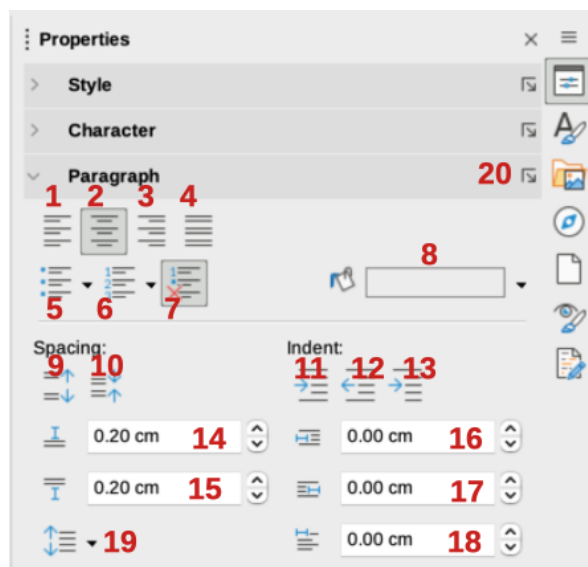 Properties
Style
Character
Paragraph 20
1 2 3 4
8
5 6 7
Spacing: Indent:
9 10 11 12 13
0.20 cm 14 0.00 cm 16
0.20 cm 15 0.00 cm 17
19 0.00 cm 18